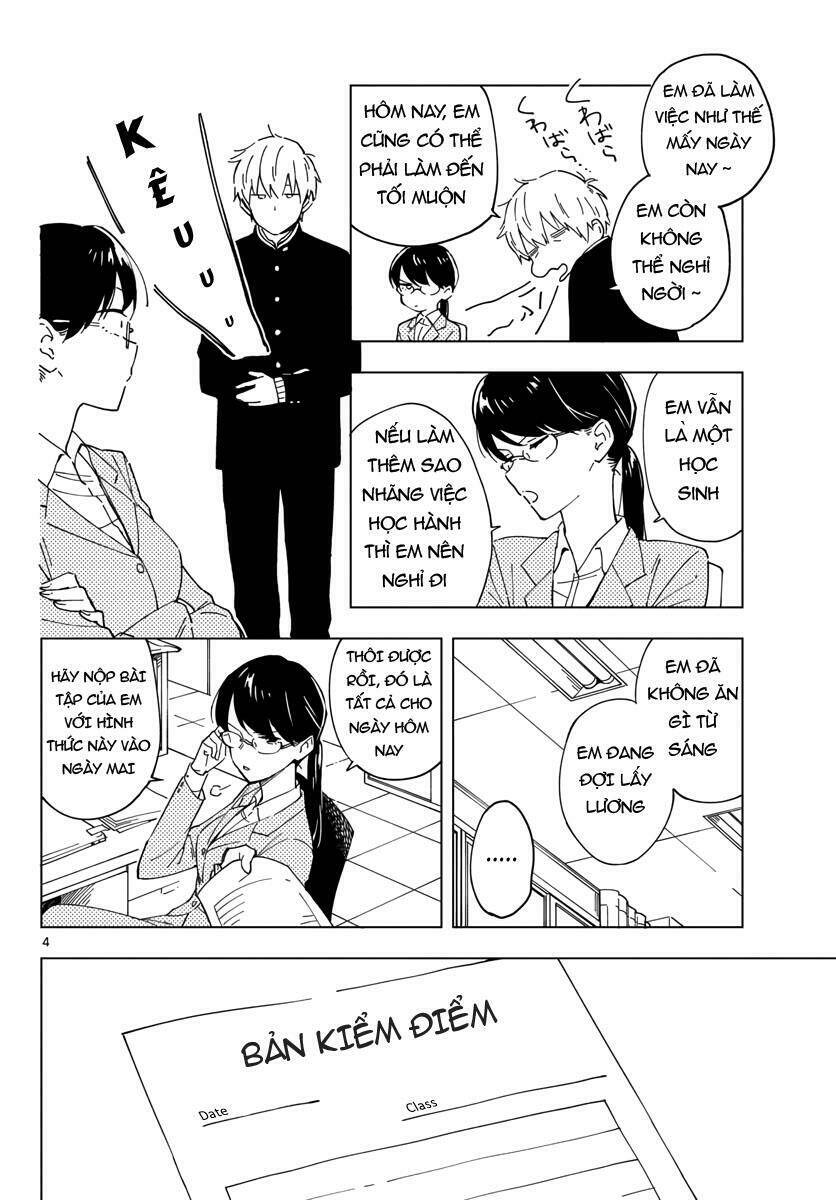 EM ĐÃ LÀM
VIỆC NHƯ THẾ
MẤY NGÀY
NAY ~
EM CÒN
KHÔNG
THỂ NGHỈ
NGỜI ~
くわばら
くわばら…
HÔM NAY, EM
CŨNG CÓ THỂ
PHẢI LÀM ĐẾN
TỐI MUỘN
KÊUUUU
EM VẪN
LÀ MỘT
HỌC
SINH
NẾU LÀM
THÊM SAO
NHÃNG VIỆC
HỌC HÀNH
THÌ EM NÊN
NGHỈ ĐI
EM ĐÃ
KHÔNG ĂN
GÌ TỪ
SÁNG
EM ĐANG
ĐỢI LẤY
LƯƠNG
.....
THÔI ĐƯỢC
RỒI, ĐÓ LÀ
TẤT CẢ CHO
NGÀY HÔM
NAY
HÃY NỘP BÀI
TẬP CỦA EM
VỚI HÌNH
THỨC NÀY VÀO
NGÀY MAI
4
BẢN KIỂM ĐIỂM
Date
Class